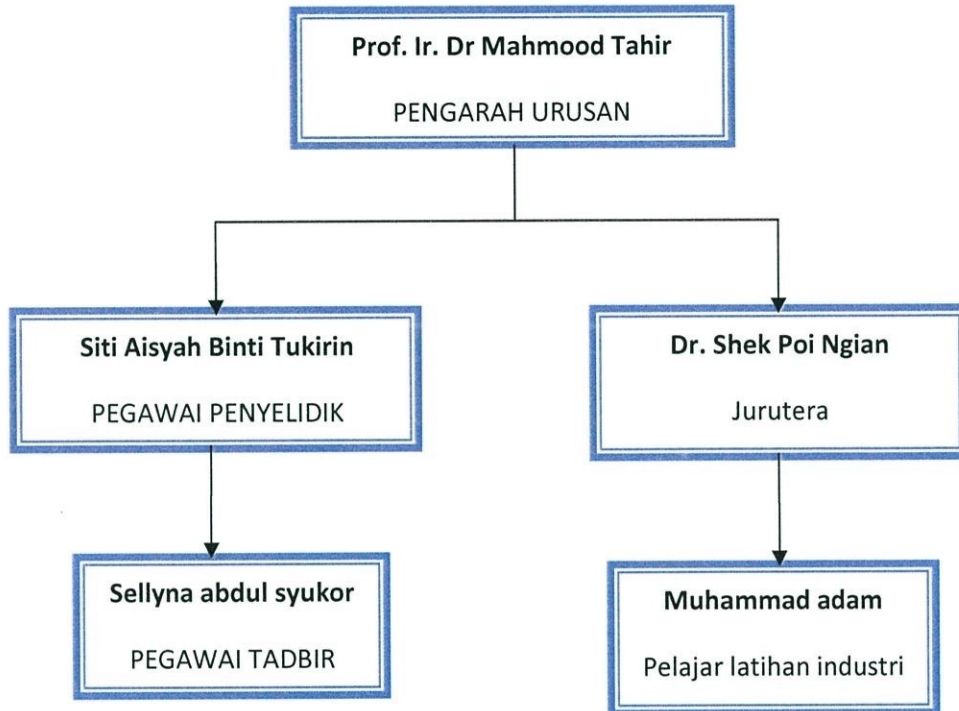 Prof. Ir. Dr Mahmood Tahir
PENGARAH URUSAN
Siti Aisyah Binti Tukirin
PEGAWAI PENYELIDIK
Dr. Shek Poi Ngian
Jurutera
Sellyna abdul syukor
PEGAWAI TADBIR
Muhammad adam
Pelajar latihan industri